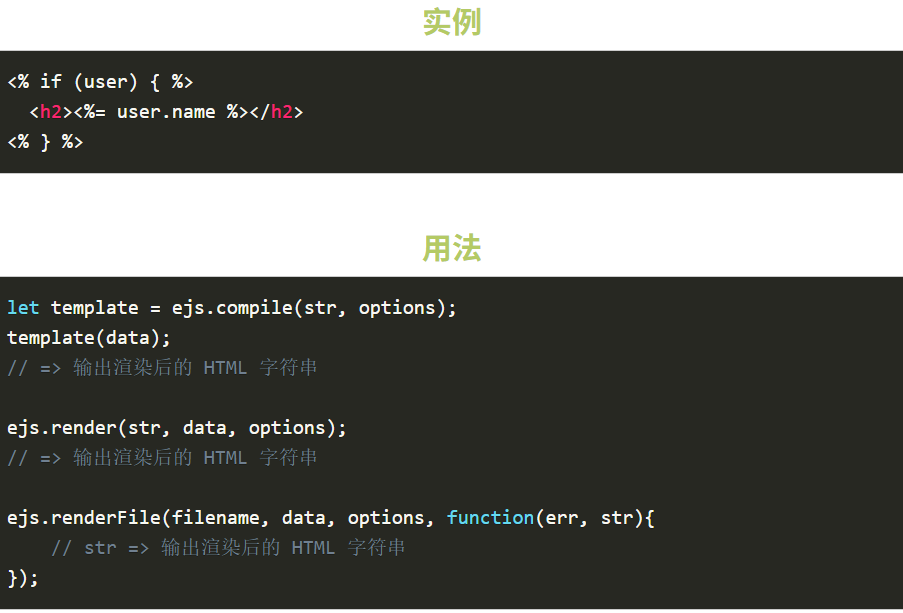 实例
<% if (user) { %>
  <h2><%= user.name %></h2>
<% } %>
用法
let template = ejs.compile(str, options);
template(data);
// => 输出渲染后的 HTML 字符串
ejs.render(str, data, options);
// => 输出渲染后的 HTML 字符串
ejs.renderFile(filename, data, options, function(err, str){
    // str => 输出渲染后的 HTML 字符串
});